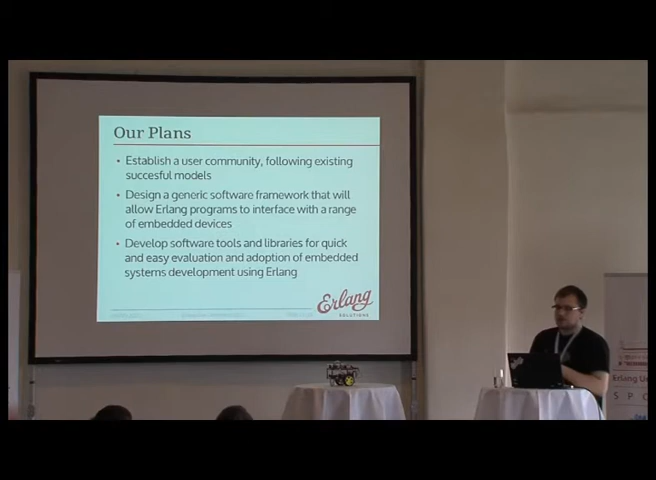 Our Plans
• Establish a user community, following existing
succesful models
• Design a generic software framework that will
allow Erlang programs to interface with a range
of embedded devices
• Develop software tools and libraries for quick
and easy evaluation and adoption of embedded
systems development using Erlang
Erlang
SOLUTIONS
Erlang Us
S P O